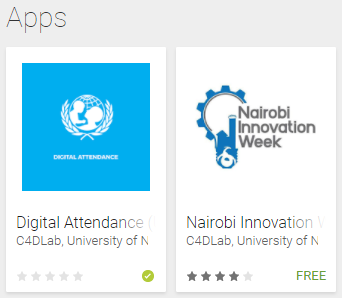 Apps
DIGITAL ATTENDANCE
Nairobi
Innovation
Week
Digital Attendance (
C4DLab, University of N
Nairobi Innovation
C4DLab, University of N
FREE